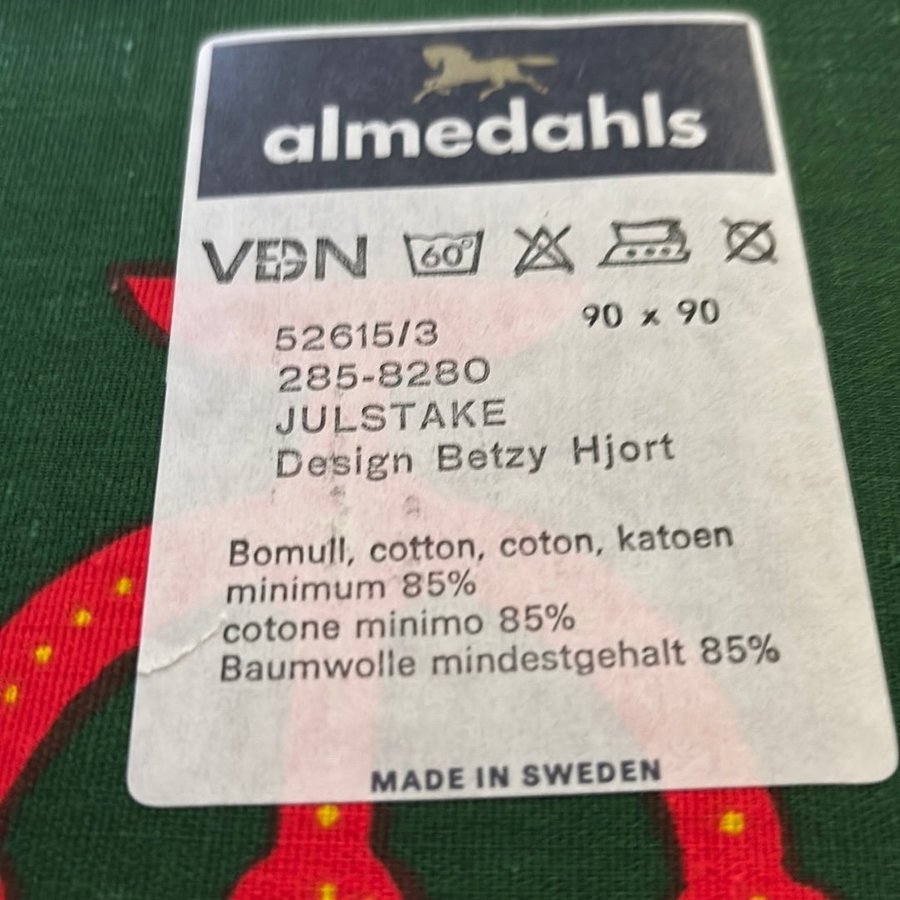 almedahls
VEDN 60°
90 x 90
52615/3
285-8280
JULSTAKE
Design Betzy Hjort
Bomull, cotton, coton, katoen
minimum 85%
cotone minimo 85%
Baumwolle mindestgehalt 85%
MADE IN SWEDEN